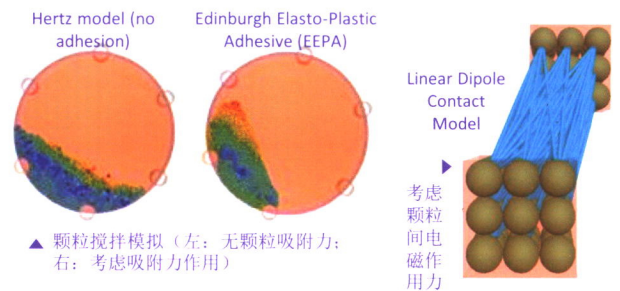 Hertz model (no
adhesion)
Edinburgh Elasto-Plastic
Adhesive (EEPA)
Linear Dipole
Contact
Model
▲ 颗粒搅拌模拟（左：无颗粒吸附力；
右：考虑吸附力作用）
考虑
颗粒
间电
磁作
用力